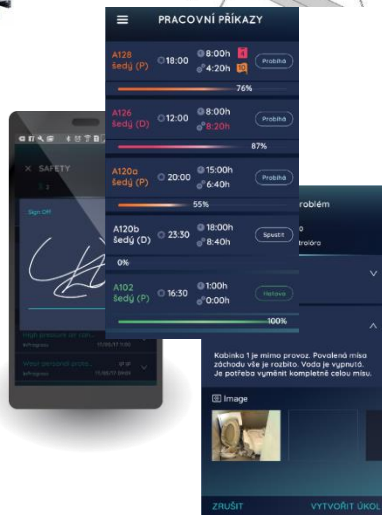 PRACOVNÍ PŘÍKAZY
A128
šedý (P)
18:00
8:00h
4:20h
Probíhá
76%
A126
šedý (D)
12:00
8:00h
8:20h
Probíhá
87%
A120a
šedý (P)
20:00
15:00h
6:40h
Probíhá
55%
A120b
šedý (D)
23:30
18:00h
8:40h
Spustit
0%
A102
šedý (P)
16:30
1:00h
0:00h
Hotovo
100%
SAFETY
Sign Off
17/05/17
roblém
Kabinka 1 je mimo provoz. Povalená mísa
záchodu vše je rozbito. Voda je vypnutá.
Je potřeba vyměnit kompletně celou mísu.
Image
ZRUŠIT
VYTVOŘIT ÚKOL